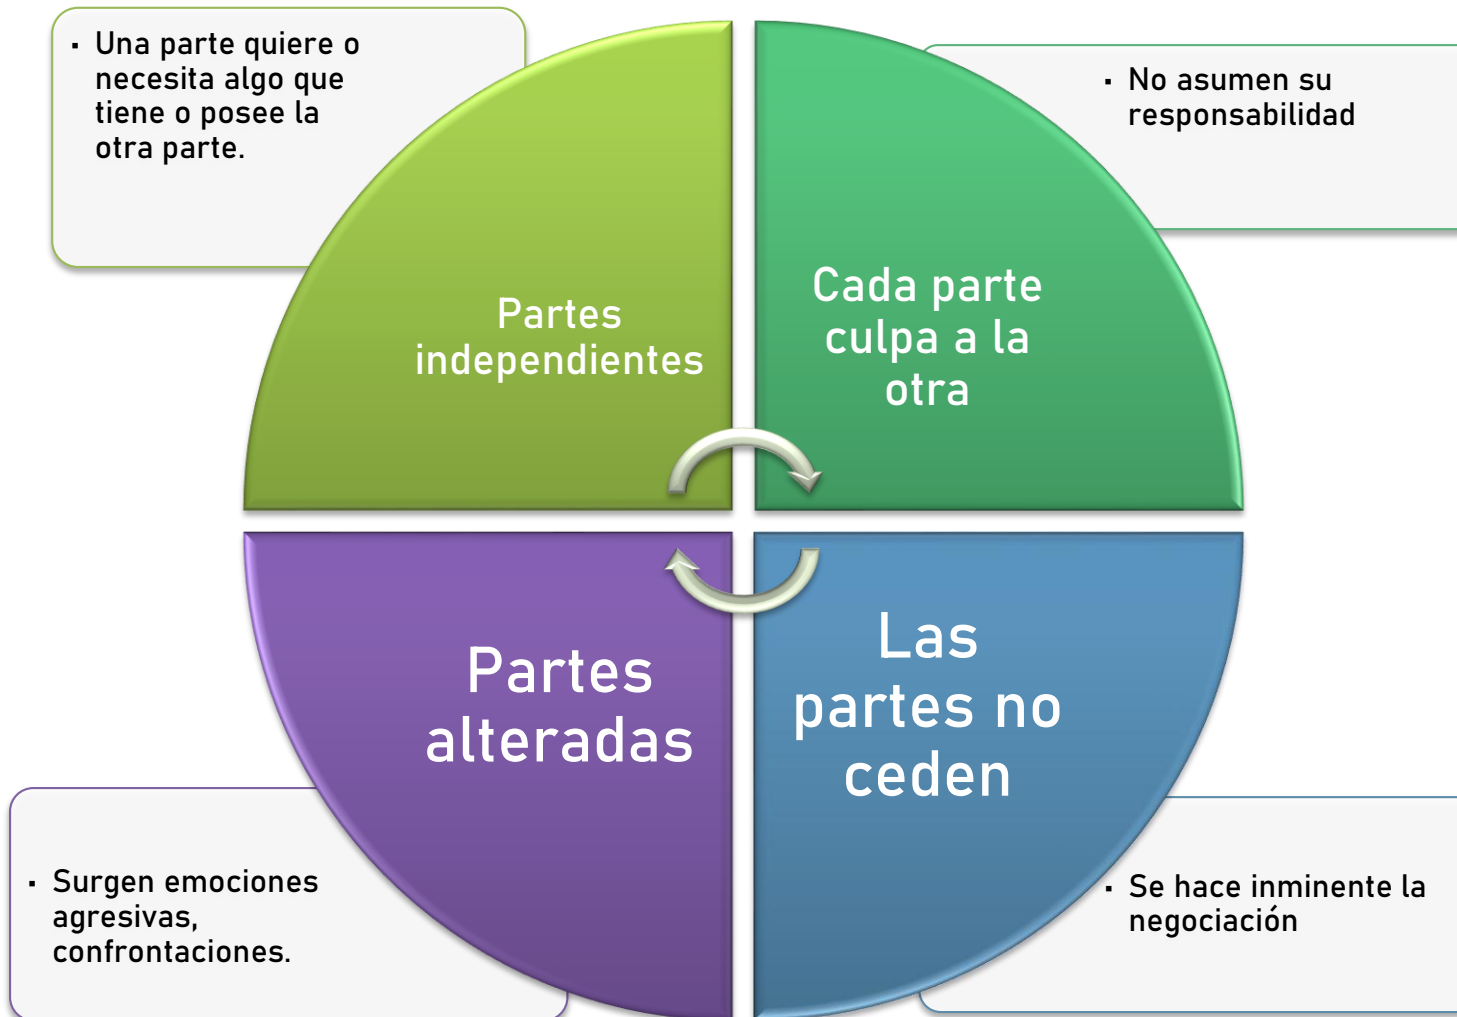 ▪ Una parte quiere o
necesita algo que
tiene o posee la
otra parte.
▪ No asumen su
responsabilidad
Partes
independientes
Cada parte
culpa a la
otra
Partes
alteradas
Las
partes no
ceden
▪ Surgen emociones
agresivas,
confrontaciones.
▪ Se hace inminente la
negociación